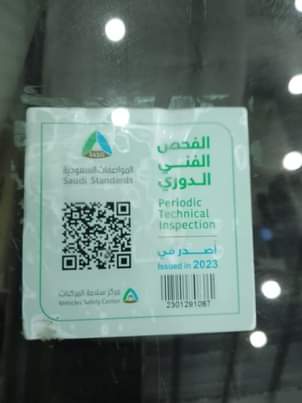 SASO
المواصفات السعودية
Saudi Standards
الفحص
الفني
الدوري
Periodic
Technical
Inspection
أصدر في
Issued in 2023
مركز سلامة المركبات
Vehicles Safety Center
2301291087